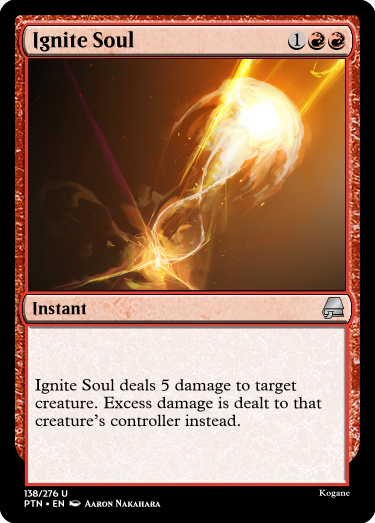 Ignite Soul 1
Instant
Ignite Soul deals 5 damage to target
creature. Excess damage is dealt to that
creature's controller instead.
138/276 U
Kogane
PTN • EN Aaron Nakahara